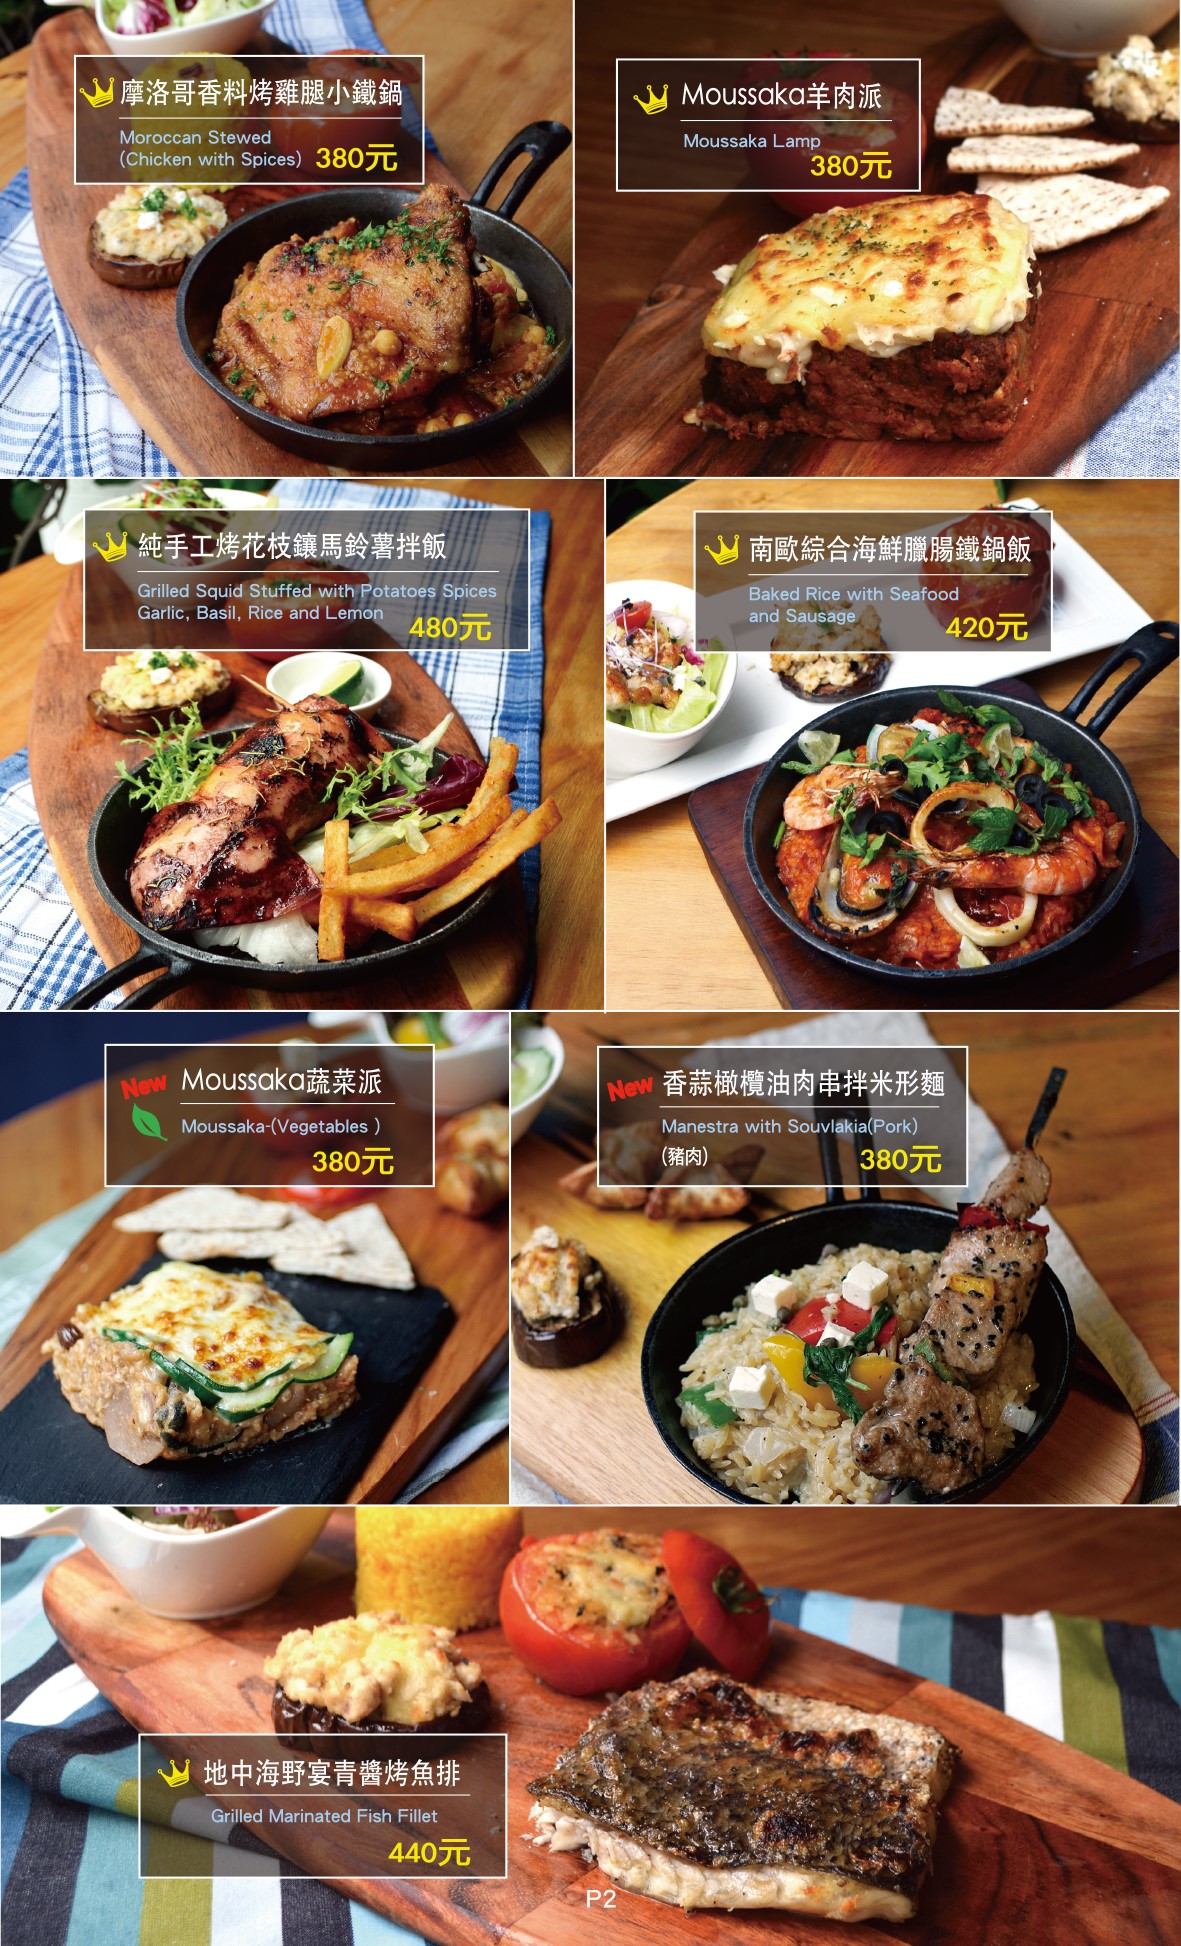 摩洛哥香料烤雞腿小鐵鍋
Moroccan Stewed
(Chicken with Spices)
380元
Moussaka羊肉派
Moussaka Lamp
380元
純手工烤花枝鑲馬鈴薯拌飯
Grilled Squid Stuffed with Potatoes Spices
Garlic, Basil, Rice and Lemon
480元
南歐綜合海鮮臘腸鐵鍋飯
Baked Rice with Seafood
and Sausage
420元
New
Moussaka蔬菜派
Moussaka-(Vegetables )
380元
New
香蒜橄欖油肉串拌米形麵
Manestra with Souvlakia(Pork)
(豬肉)
380元
地中海野宴青醬烤魚排
Grilled Marinated Fish Fillet
440元
P2